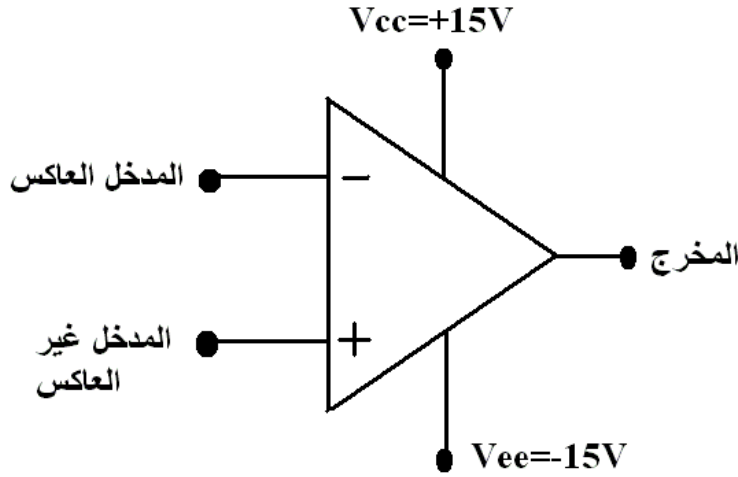 Vcc=+15V
المدخل العاكس
−
المخرج
المدخل غير
العاكس
+
Vee=-15V